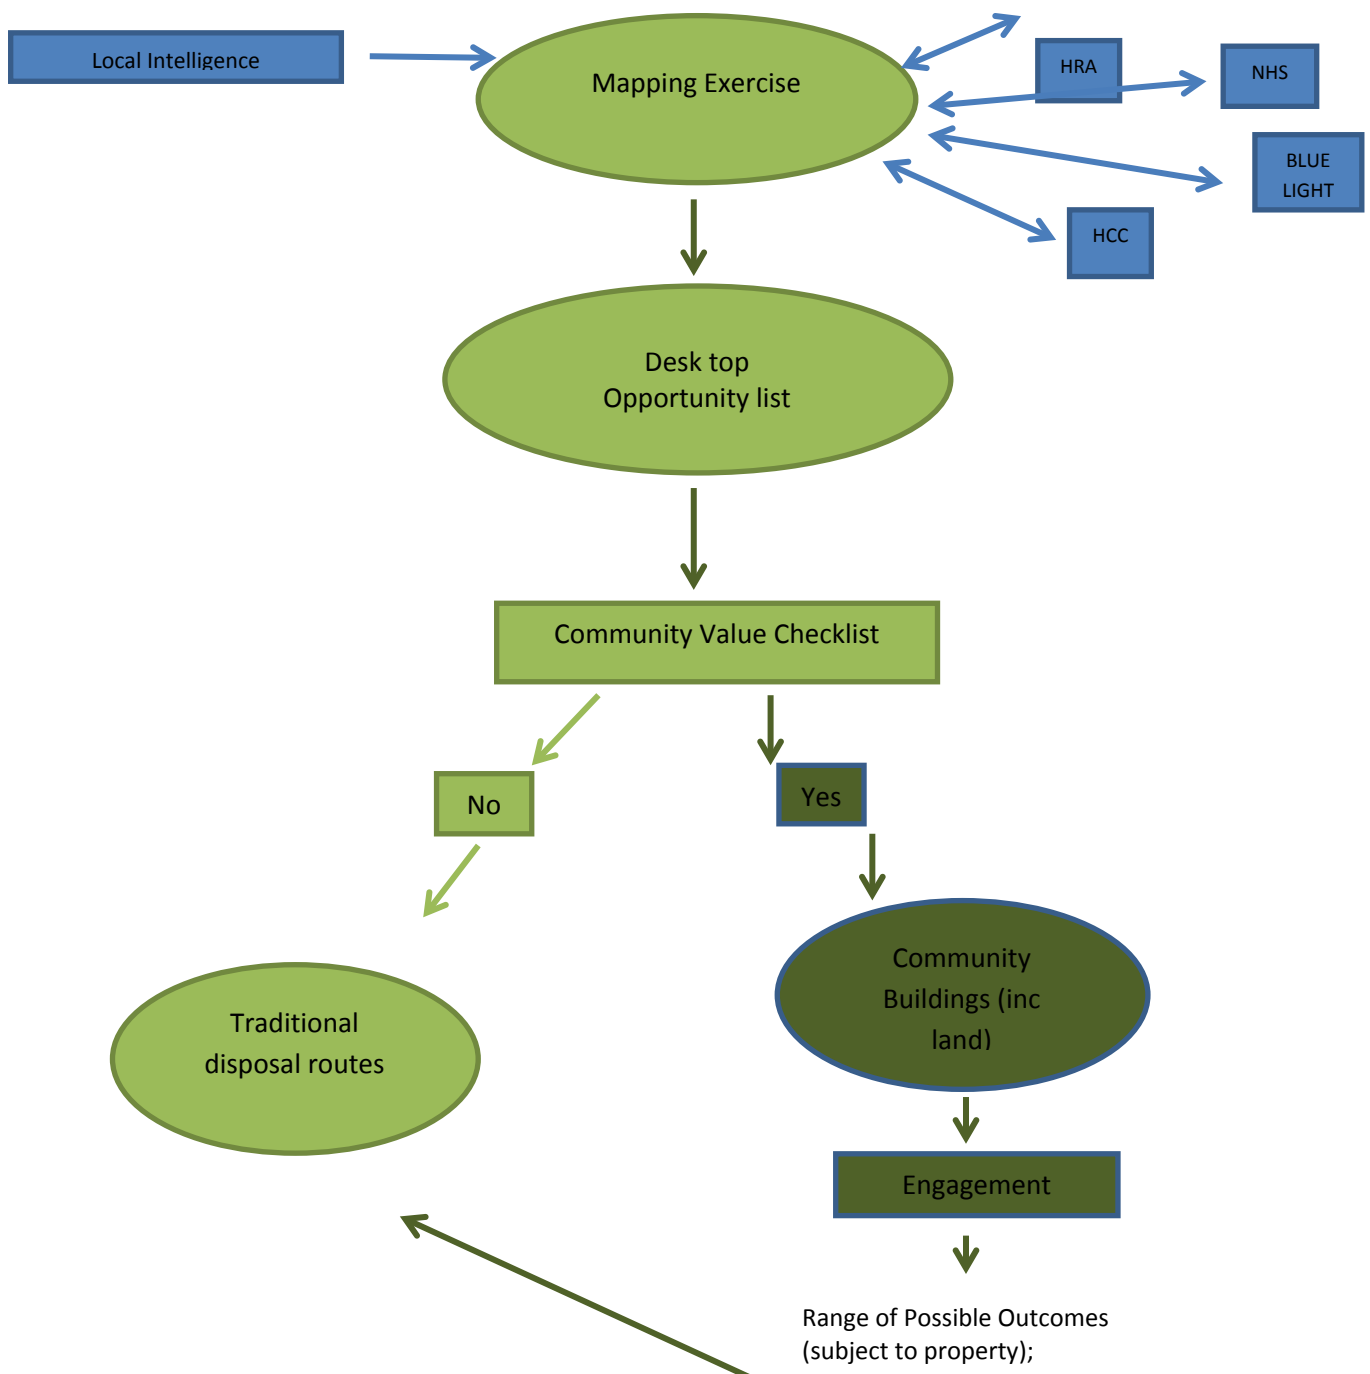 Local Intelligence
Mapping Exercise
HRA
NHS
BLUE
LIGHT
HCC
Desk top
Opportunity list
Community Value Checklist
No
Yes
Community
Buildings (inc
land)
Traditional
disposal routes
Engagement
Range of Possible Outcomes
(subject to property);